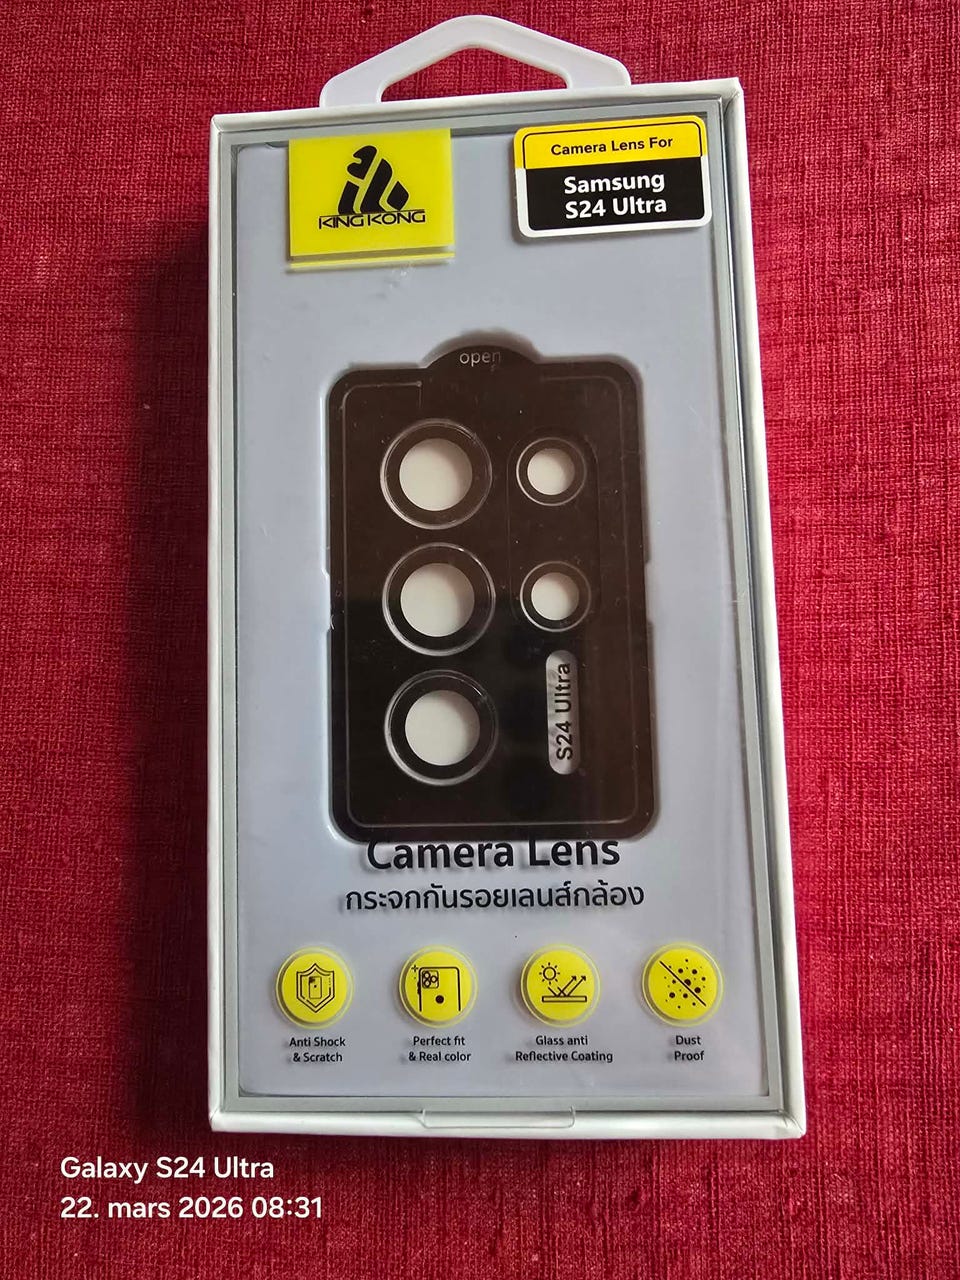 KINGKONG
Camera Lens For
Samsung
S24 Ultra
open
S24 Ultra
Camera Lens
กระจกกันรอยเลนส์กล้อง
Anti Shock
& Scratch
Perfect fit
& Real color
Glass anti
Reflective Coating
Dust
Proof
Galaxy S24 Ultra
22. mars 2026 08:31